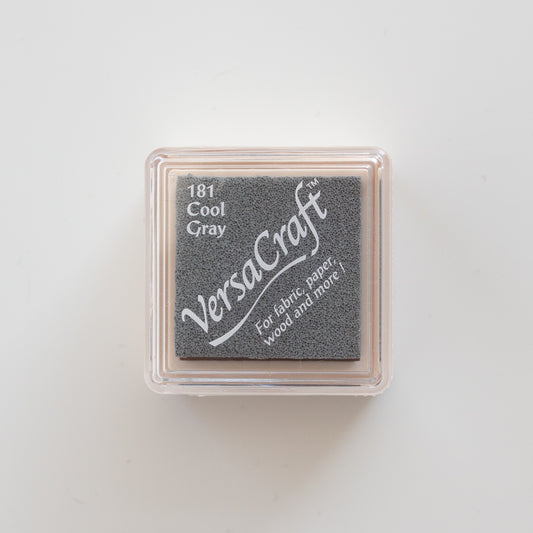 181
Cool
Gray
VersaCraft™
For fabric, paper,
wood and more !